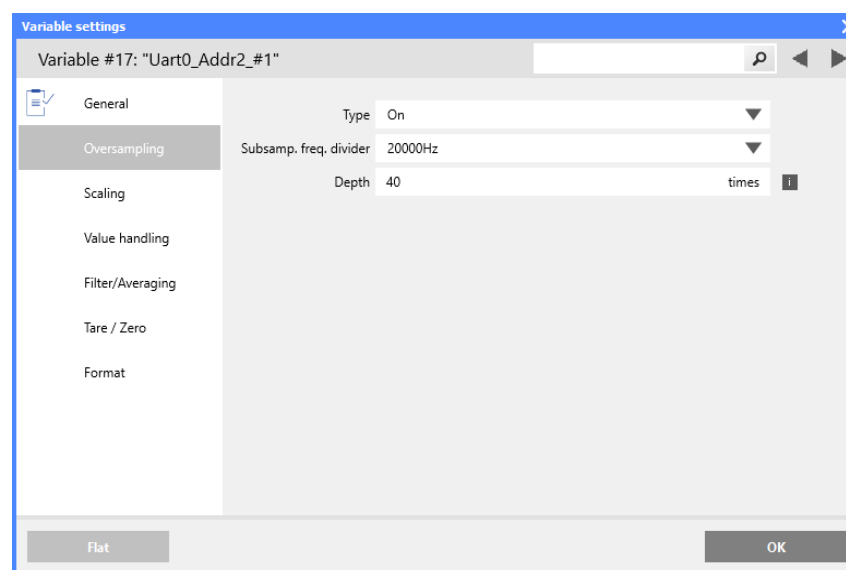 Variable settings
Variable #17: "Uart0_Addr2_#1"
General
Oversampling
Scaling
Value handling
Filter/Averaging
Tare / Zero
Format
Type On
Subsamp. freq. divider 20000Hz
Depth 40 times i
Flat
OK